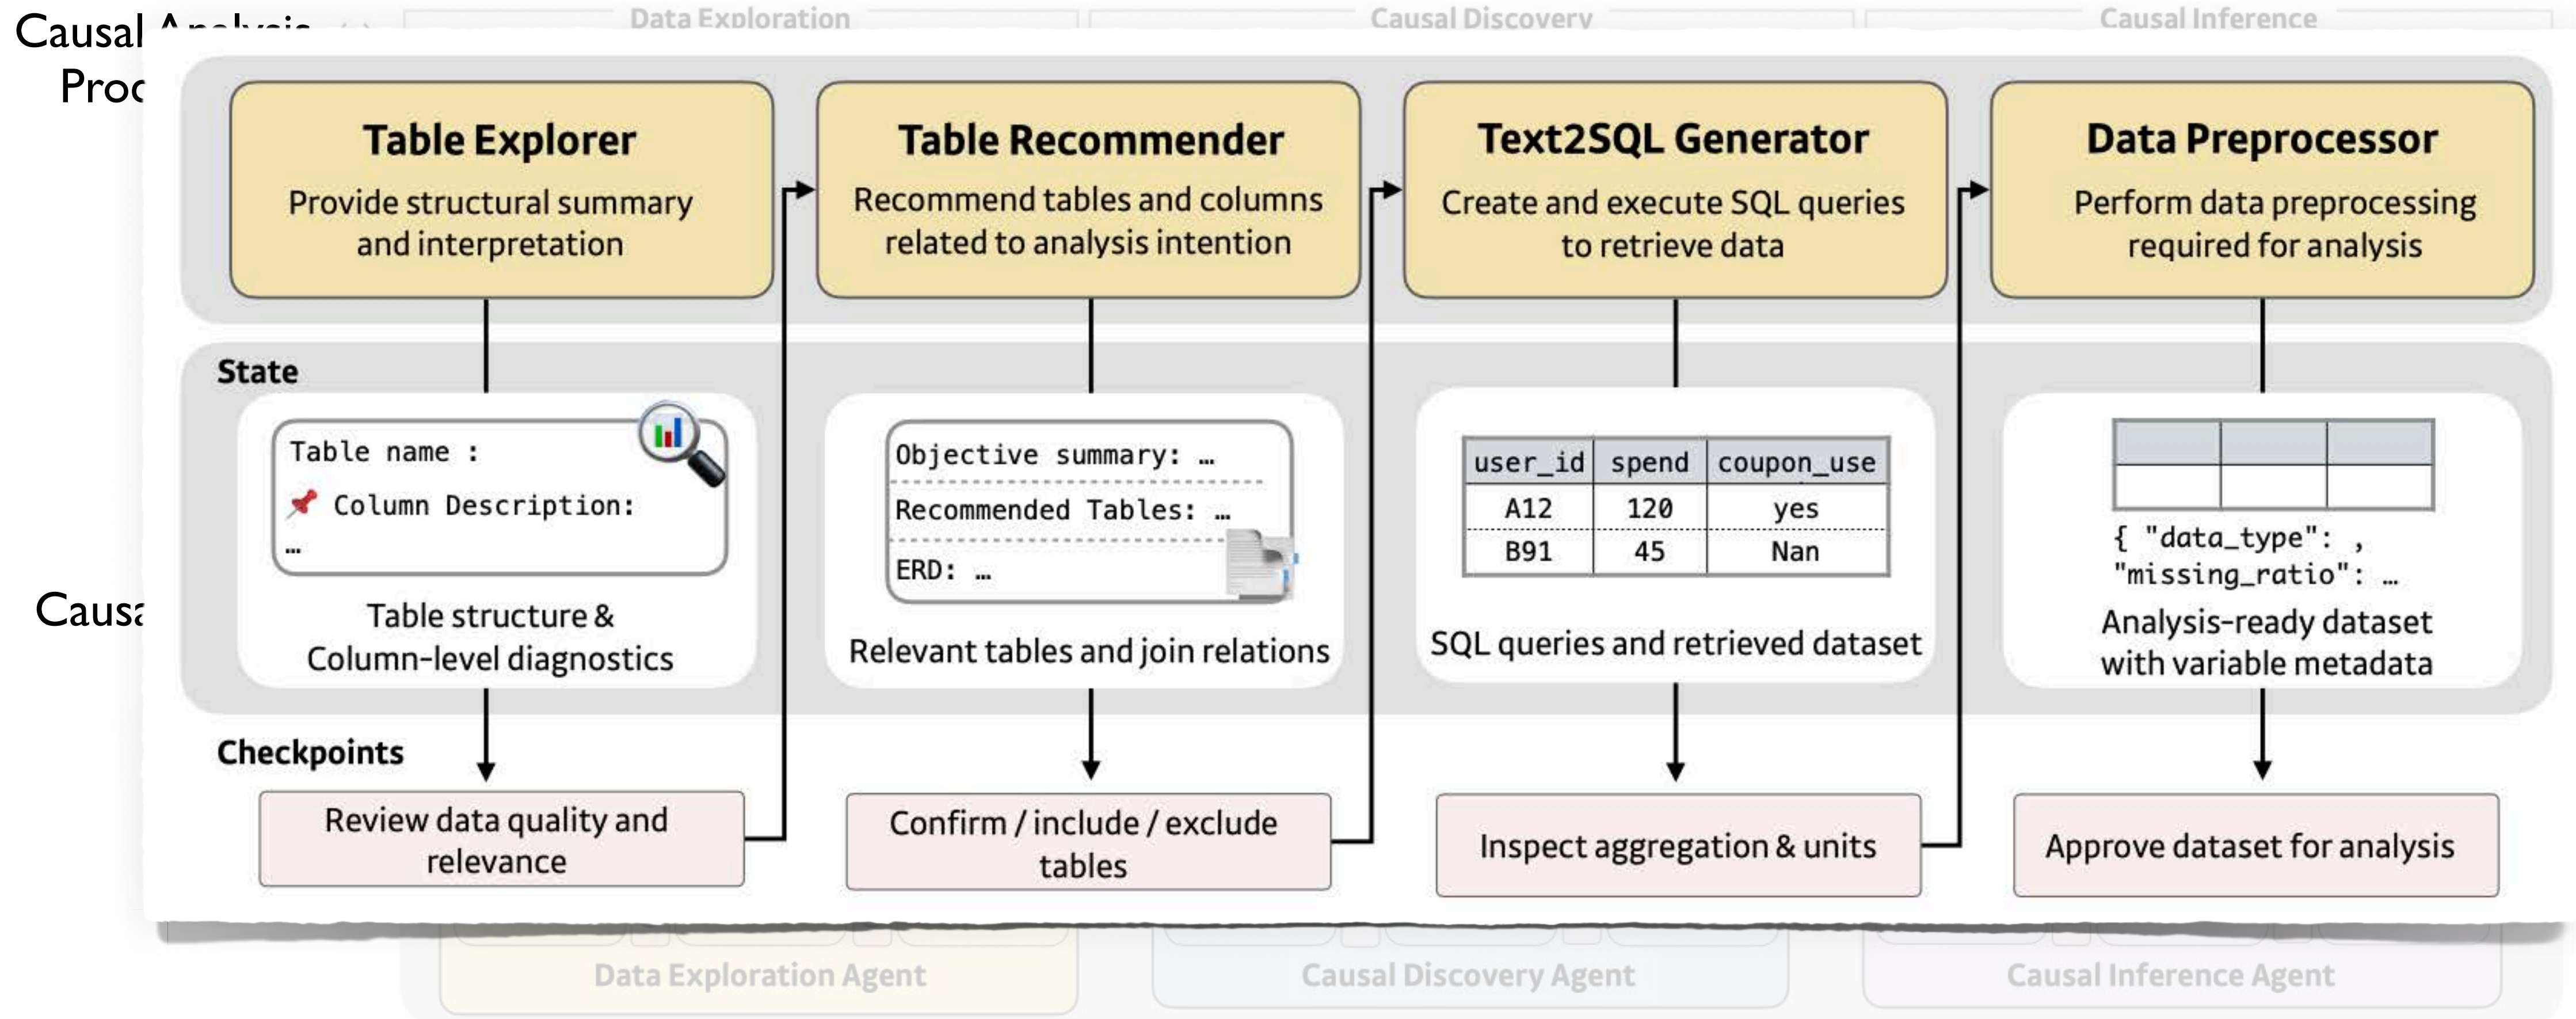 Data Exploration
Causal Discovery
Causal Inference
Causal Analysis
Table Explorer
Provide structural summary
and interpretation
Table Recommender
Recommend tables and columns
related to analysis intention
Text2SQL Generator
Create and execute SQL queries
to retrieve data
Data Preprocessor
Perform data preprocessing
required for analysis
State
Table name :
📌 Column Description:
…
Table structure &
Column-level diagnostics
Objective summary: …
Recommended Tables: …
ERD: …
Relevant tables and join relations
user_id spend coupon_use
A12 120 yes
B91 45 Nan
SQL queries and retrieved dataset
{ "data_type": ,
"missing_ratio": …
Analysis-ready dataset
with variable metadata
Checkpoints
Review data quality and
relevance
Confirm / include / exclude
tables
Inspect aggregation & units
Approve dataset for analysis
Data Exploration Agent
Causal Discovery Agent
Causal Inference Agent